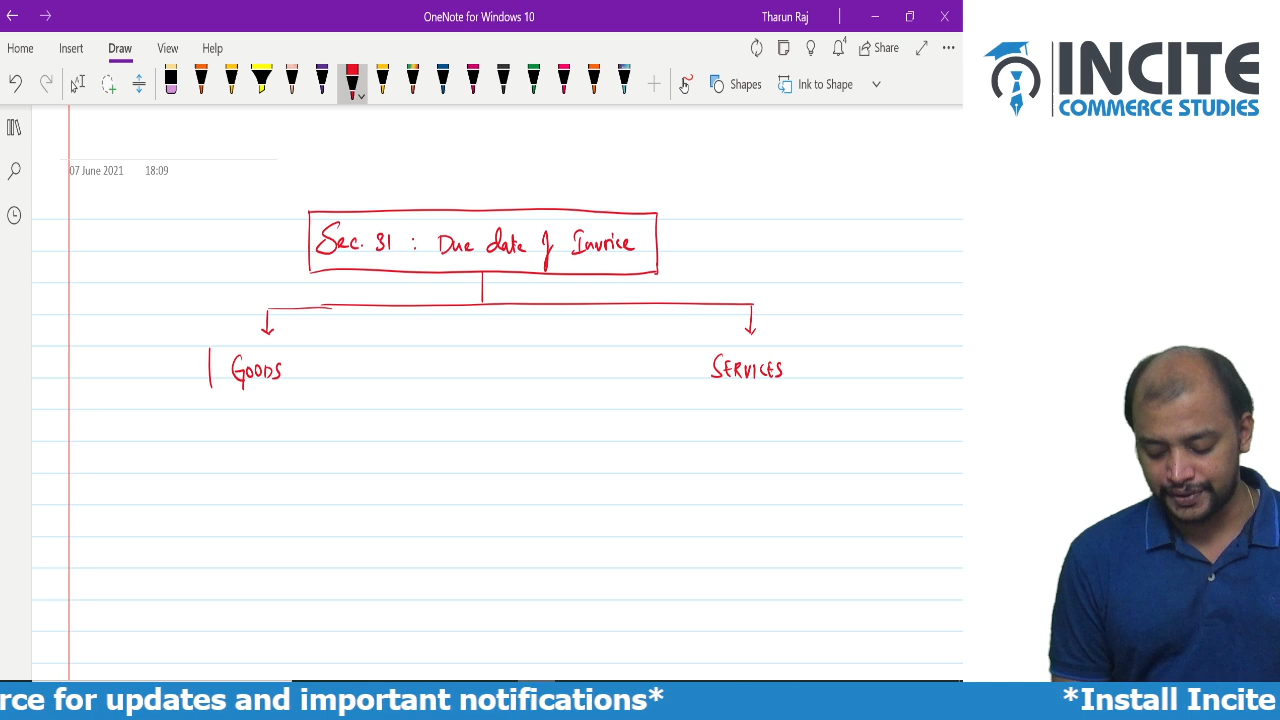 OneNote for Windows 10
Tharun Raj
Home Insert Draw View Help
4 Share
Shapes Ink to Shape
INCITE
COMMERCE STUDIES
07 June 2021 18:09
Sec. 31 : Due date of Invoice
GOODS SERVICES
rce for updates and important notifications* *Install Incite